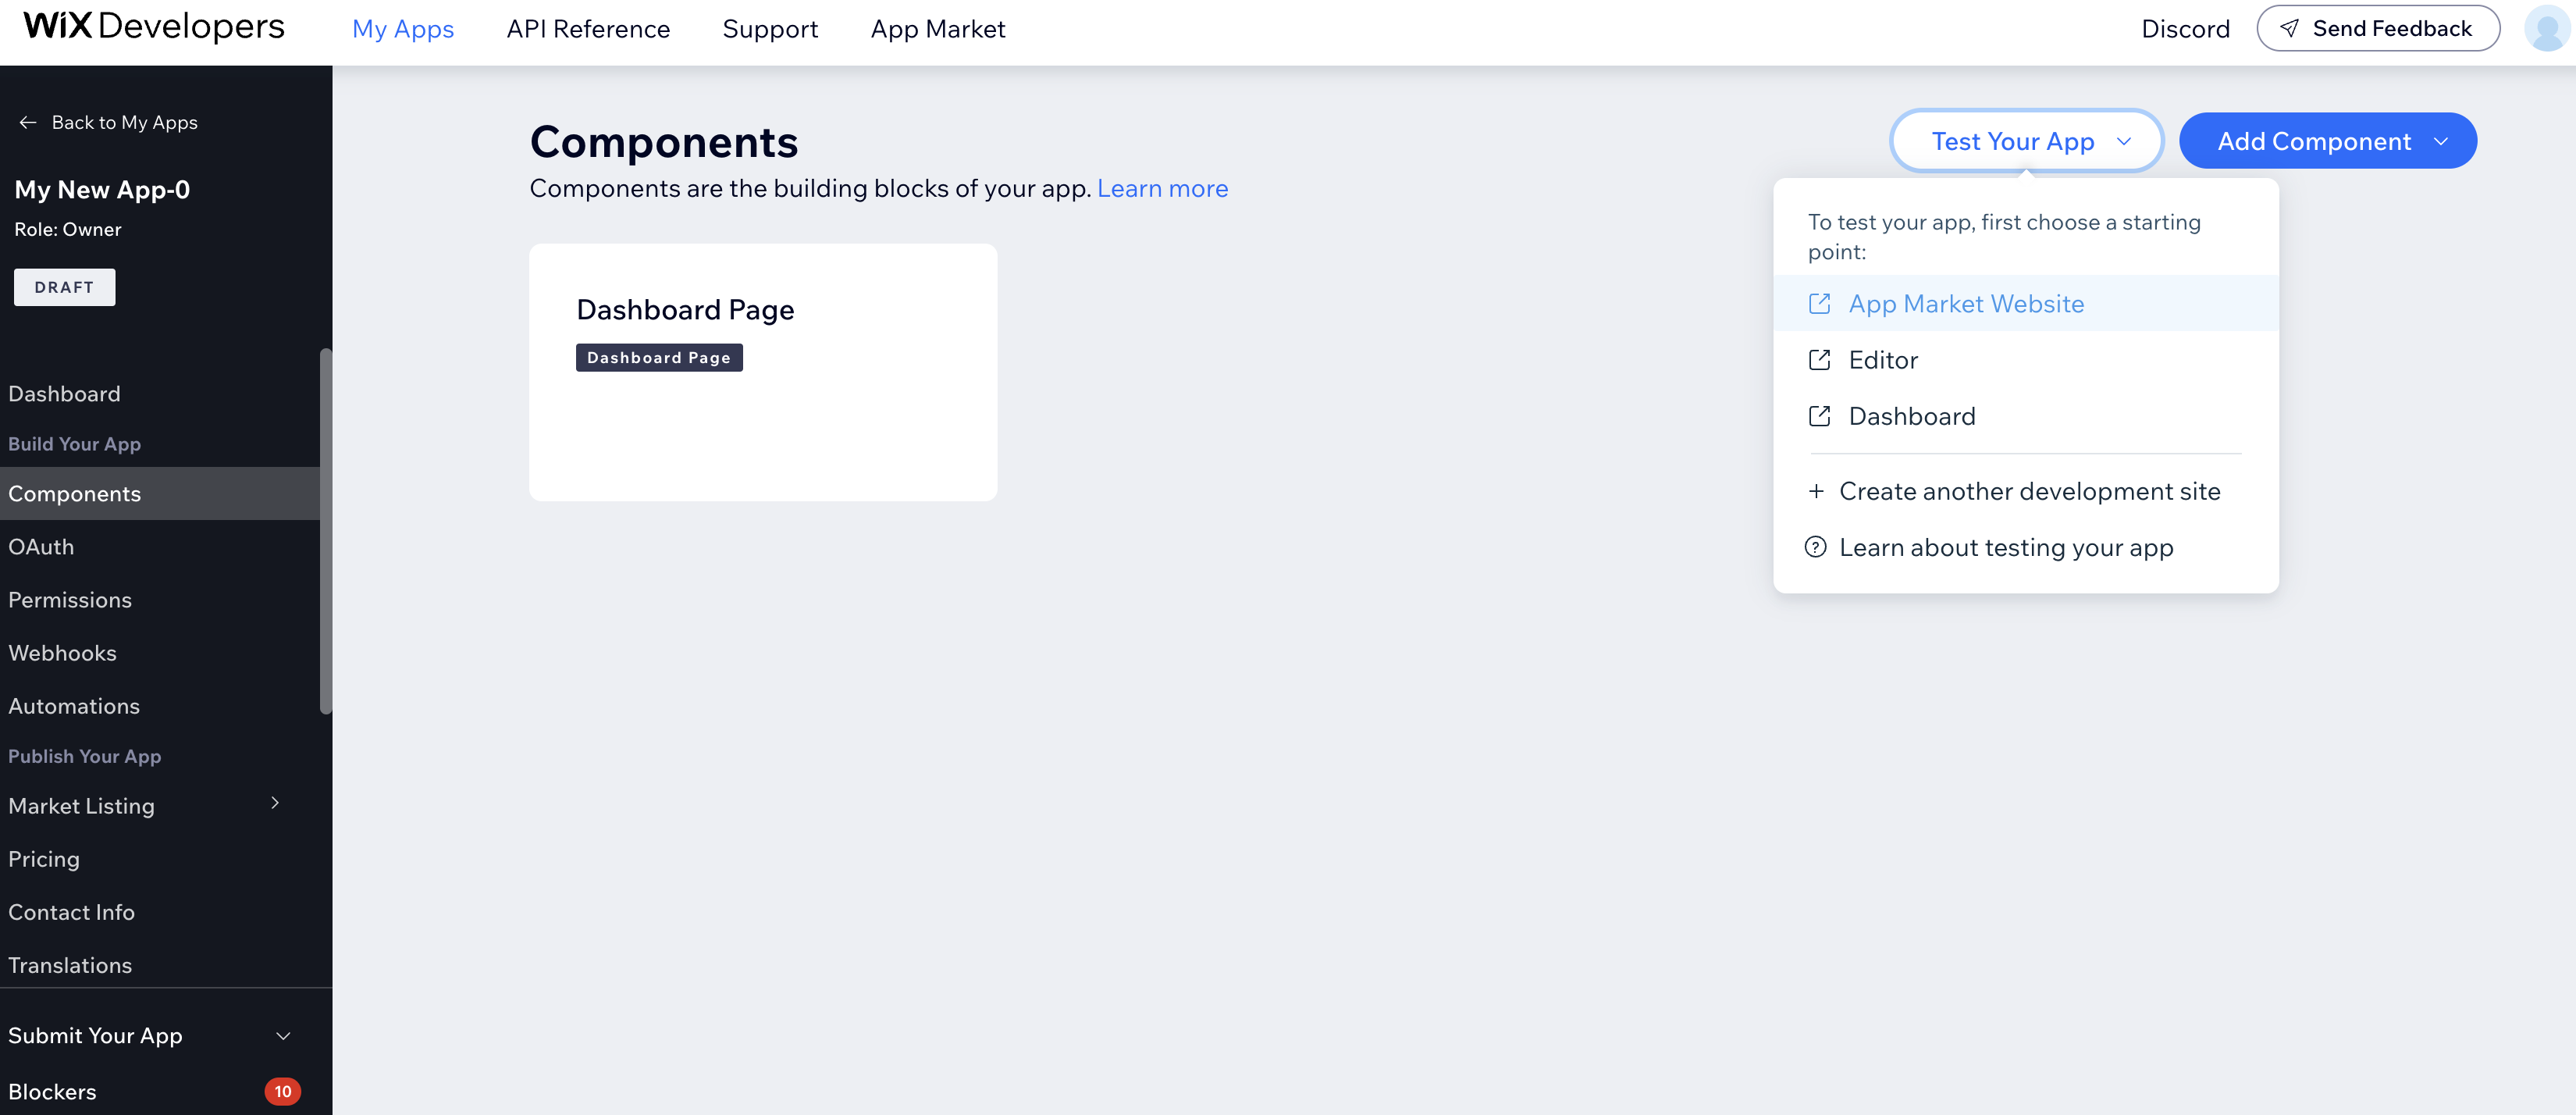 WiX Developers
My Apps
API Reference
Support
App Market
Discord
Send Feedback
Back to My Apps
My New App-0
Role: Owner
DRAFT
Dashboard
Build Your App
Components
OAuth
Permissions
Webhooks
Automations
Publish Your App
Market Listing
Pricing
Contact Info
Translations
Submit Your App
Blockers
10
Components
Components are the building blocks of your app. Learn more
Dashboard Page
Dashboard Page
Test Your App
Add Component
To test your app, first choose a starting
point:
App Market Website
Editor
Dashboard
+ Create another development site
Learn about testing your app